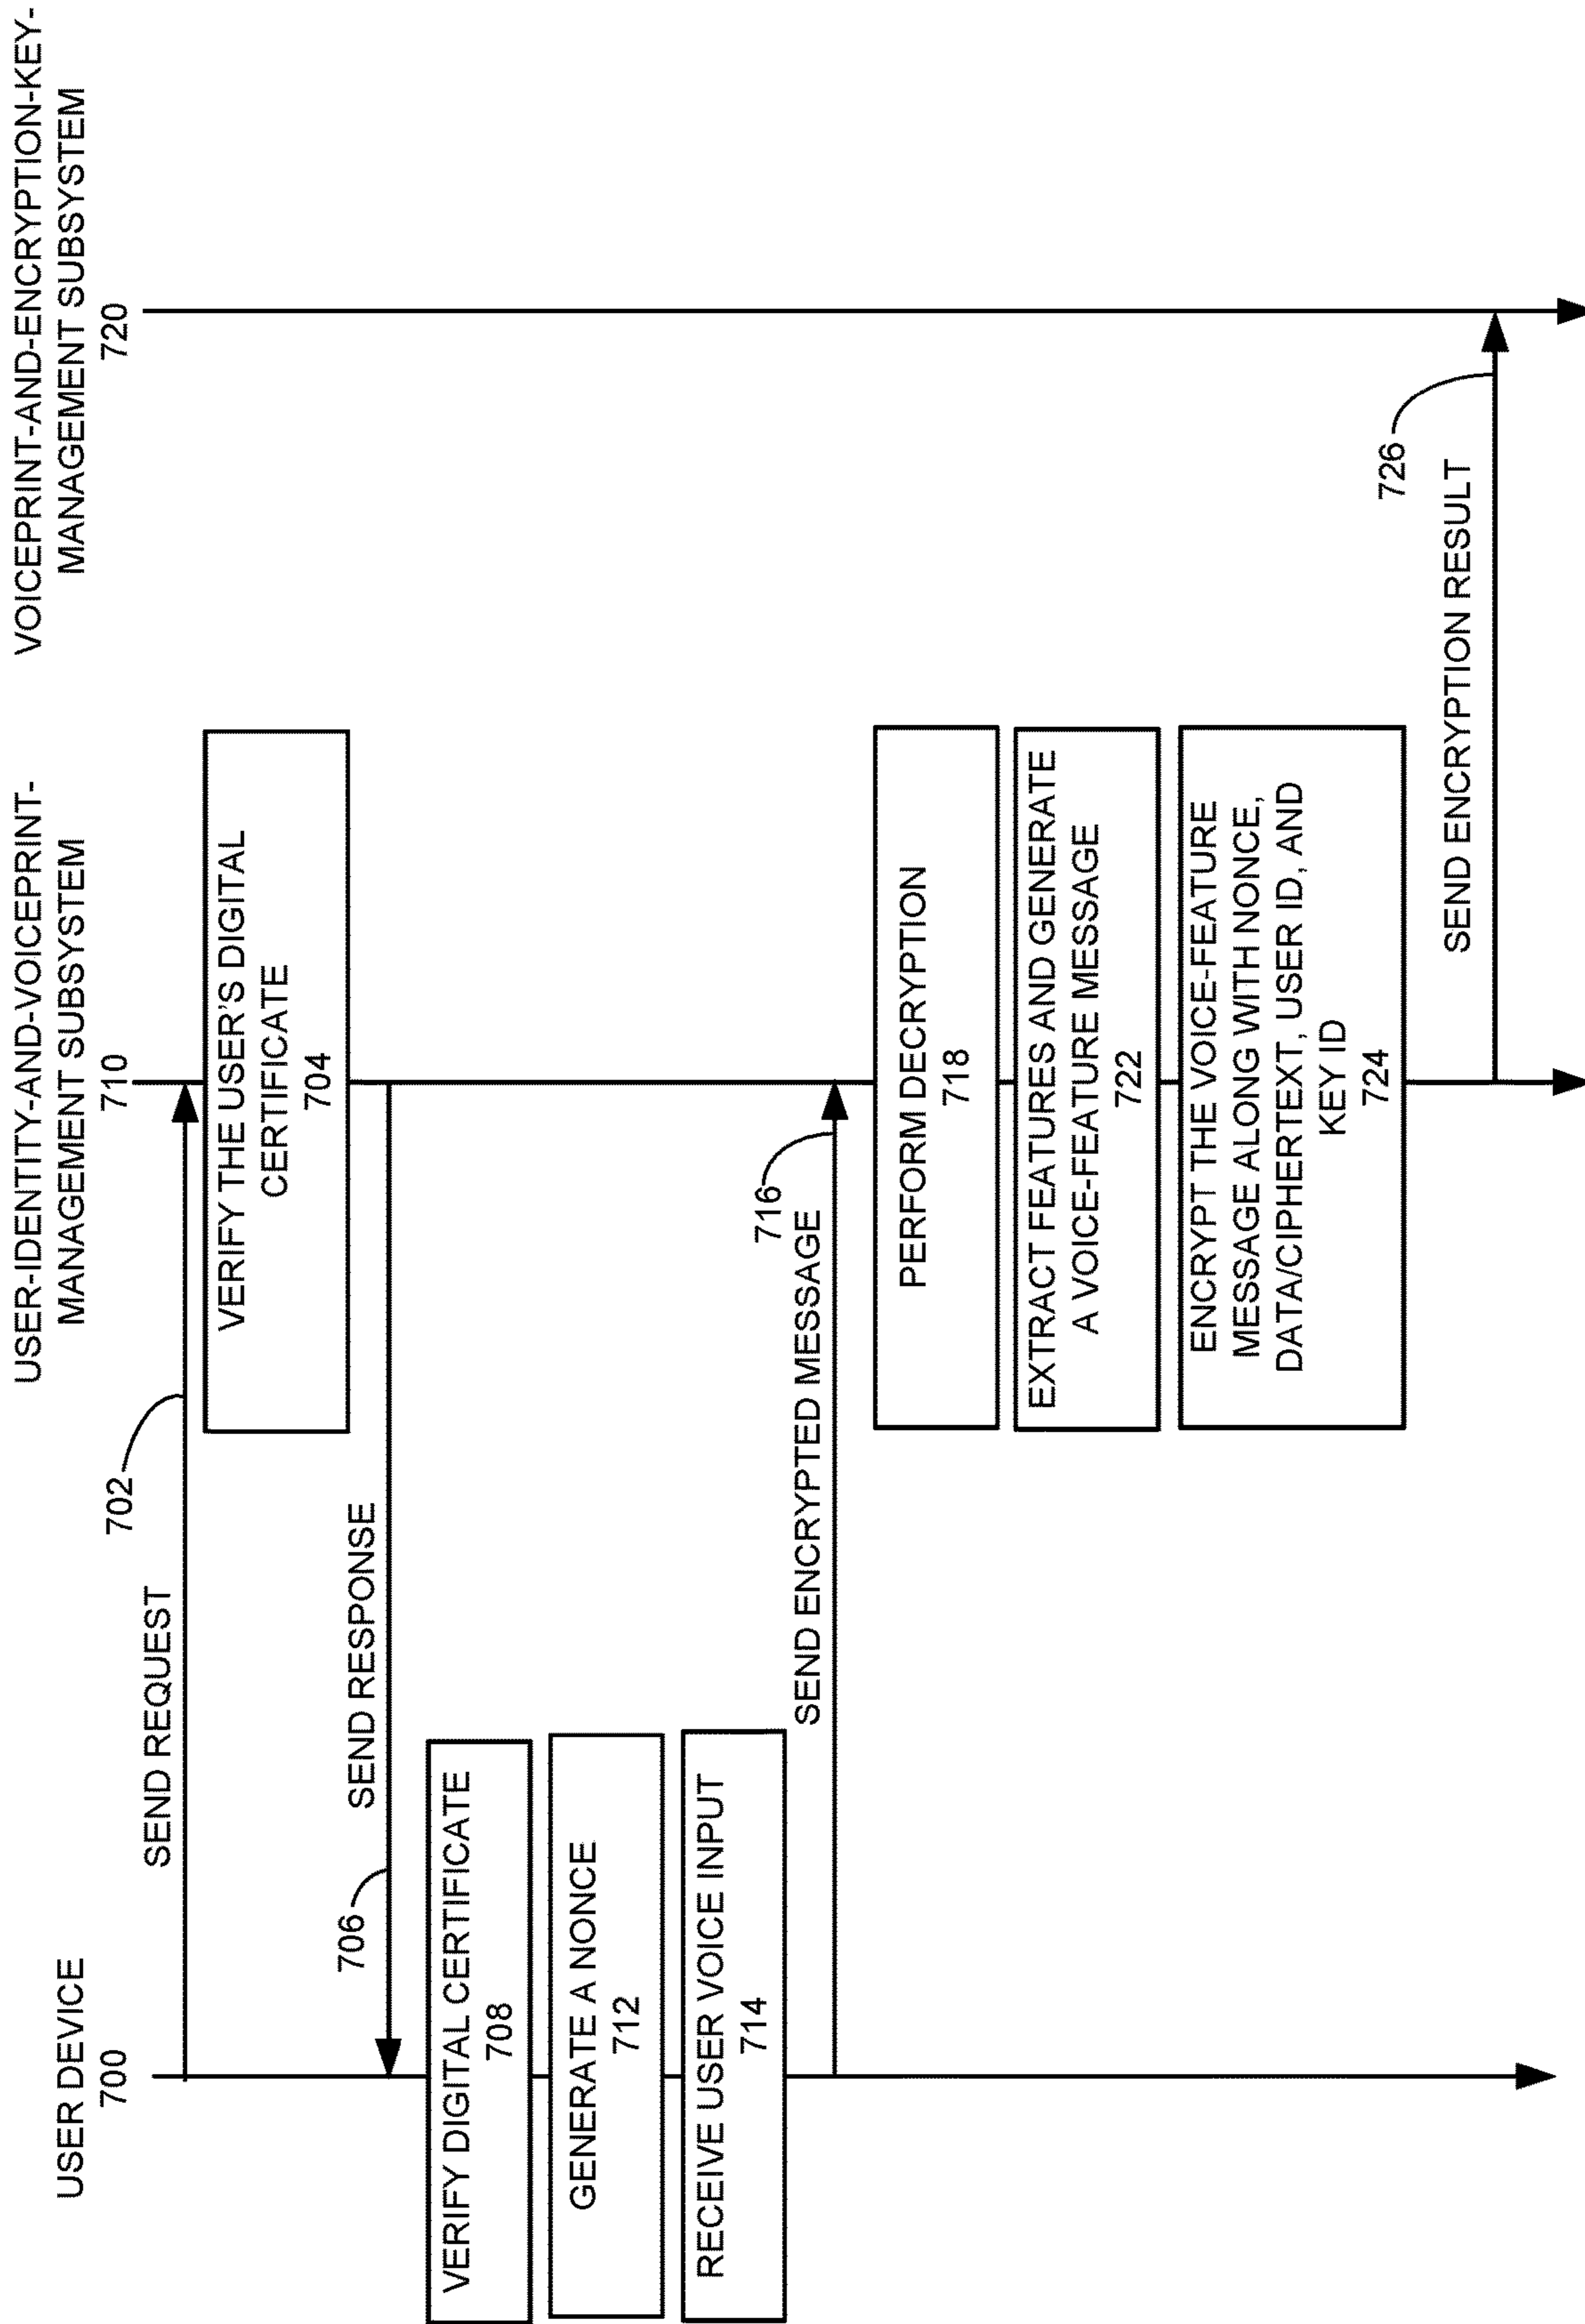 USER DEVICE
700
USER-IDENTITY-AND-VOICEPRINT-
MANAGEMENT SUBSYSTEM
710
VOICEPRINT-AND-ENCRYPTION-KEY-
MANAGEMENT SUBSYSTEM
720
SEND REQUEST
702
VERIFY THE USER'S DIGITAL
CERTIFICATE
704
SEND RESPONSE
706
VERIFY DIGITAL CERTIFICATE
708
GENERATE A NONCE
712
RECEIVE USER VOICE INPUT
714
SEND ENCRYPTED MESSAGE
716
PERFORM DECRYPTION
718
EXTRACT FEATURES AND GENERATE
A VOICE-FEATURE MESSAGE
722
ENCRYPT THE VOICE-FEATURE
MESSAGE ALONG WITH NONCE,
DATA/CIPHERTEXT, USER ID, AND
KEY ID
724
SEND ENCRYPTION RESULT
726